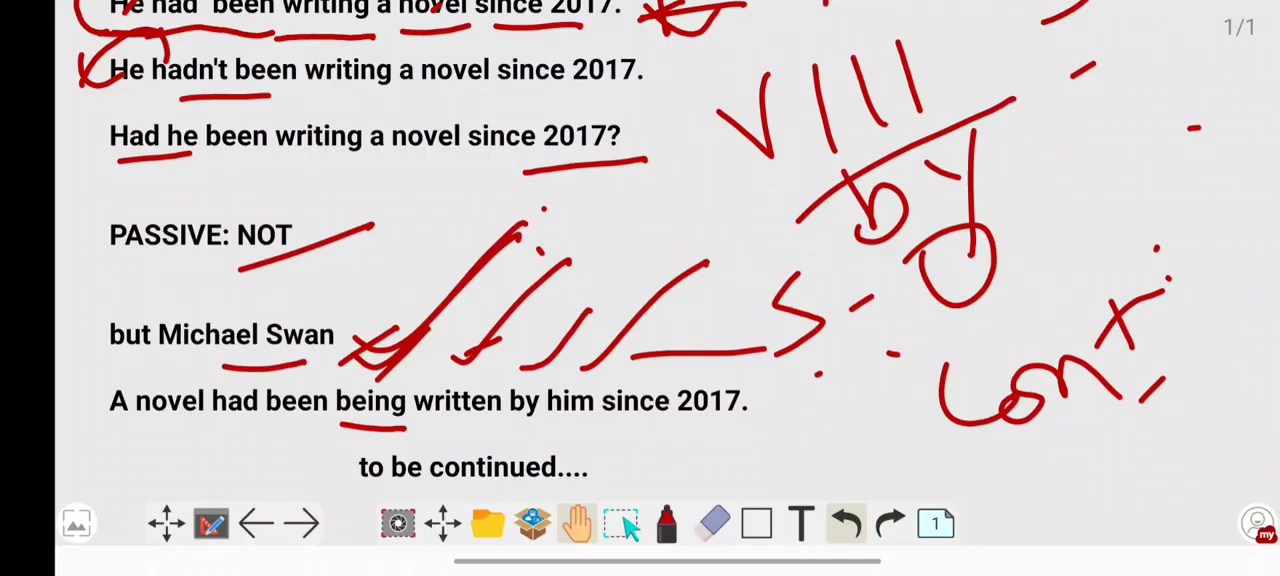 He had been writing a novel since 2017.
1/1
He hadn't been writing a novel since 2017.
VIII
Had he been writing a novel since 2017?
by
PASSIVE: NOT
but Michael Swan
A novel had been being written by him since 2017.
to be continued....
T
1
my